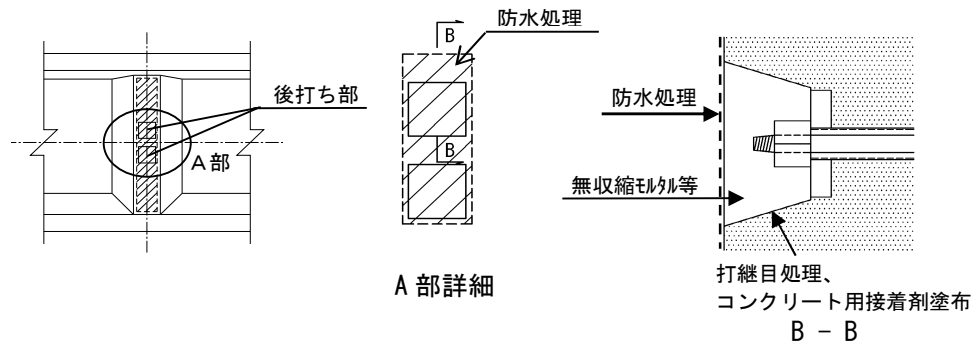 後打ち部
A部
防水処理
B
B
A部詳細
防水処理
無収縮ﾓﾙﾀﾙ等
打継目処理、
コンクリート用接着剤塗布
B － B